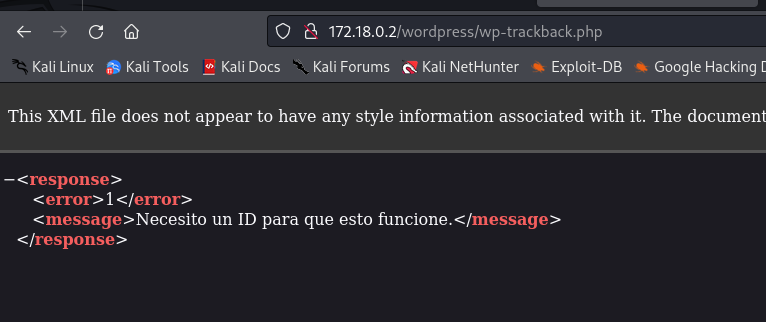 172.18.0.2/wordpress/wp-trackback.php
Kali Linux Kali Tools Kali Docs Kali Forums Kali NetHunter Exploit-DB Google Hacking D
This XML file does not appear to have any style information associated with it. The document
−<response>
<error>1</error>
<message>Necesito un ID para que esto funcione.</message>
</response>